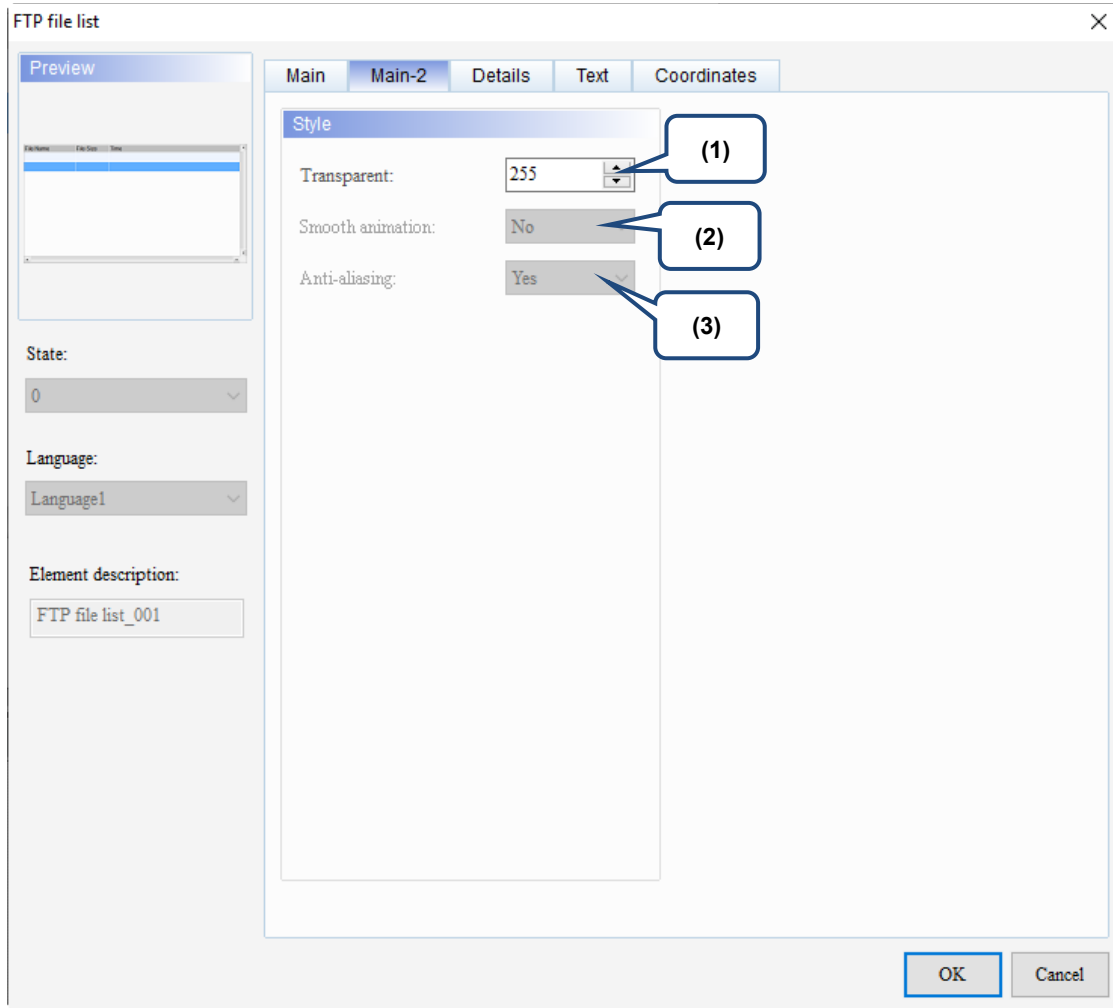 FTP file list
Preview
File Name File Size Time
State:
0
Language:
Language1
Element description:
FTP file list_001
Main Main-2 Details Text Coordinates
Style
Transparent: 255
(1)
Smooth animation: No
(2)
Anti-aliasing: Yes
(3)
OK Cancel